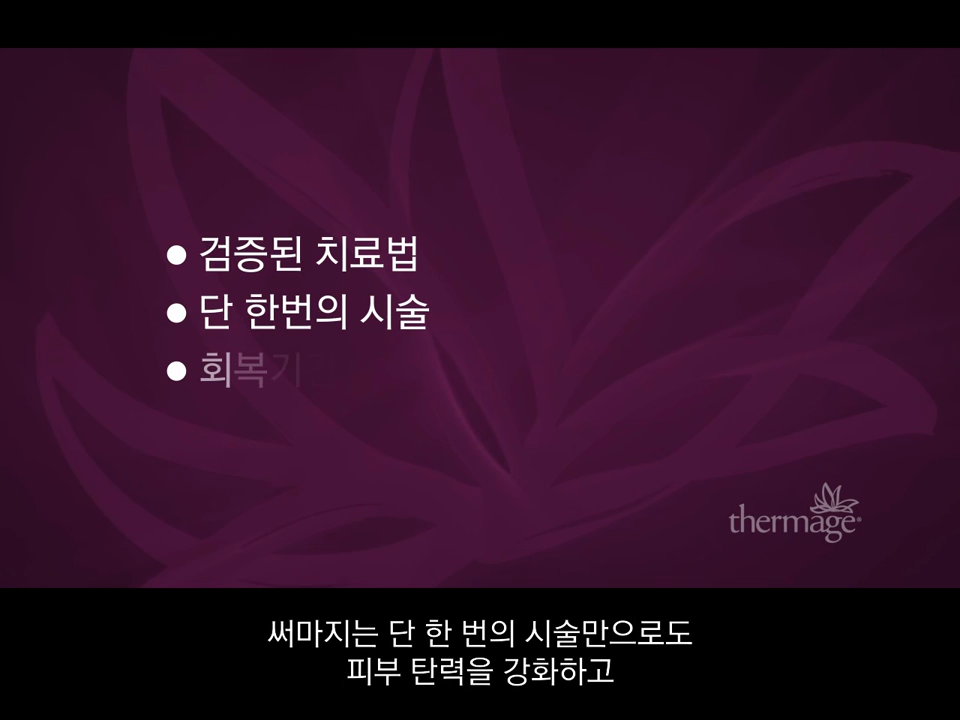 ● 검증된 치료법
● 단 한번의 시술
● 회복기
thermage®
써마지는 단 한 번의 시술만으로도
피부 탄력을 강화하고